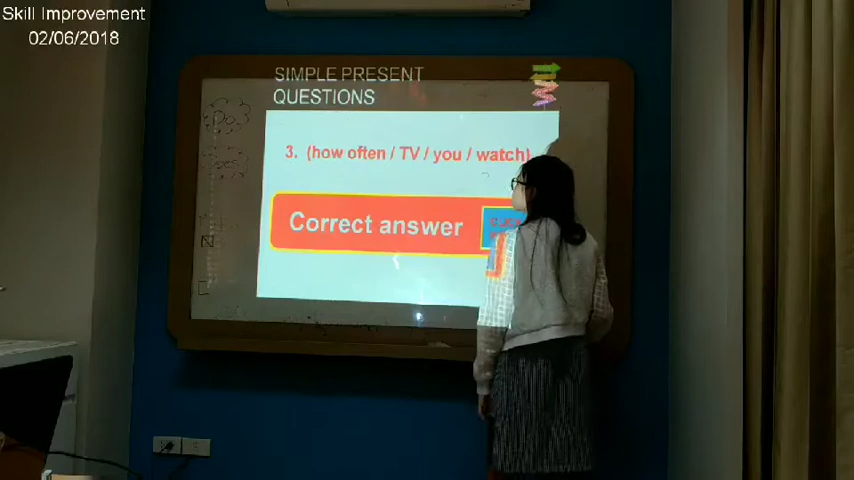 Skill Improvement
02/06/2018
SIMPLE PRESENT
QUESTIONS
3. (how often / TV / you / watch)
Correct answer